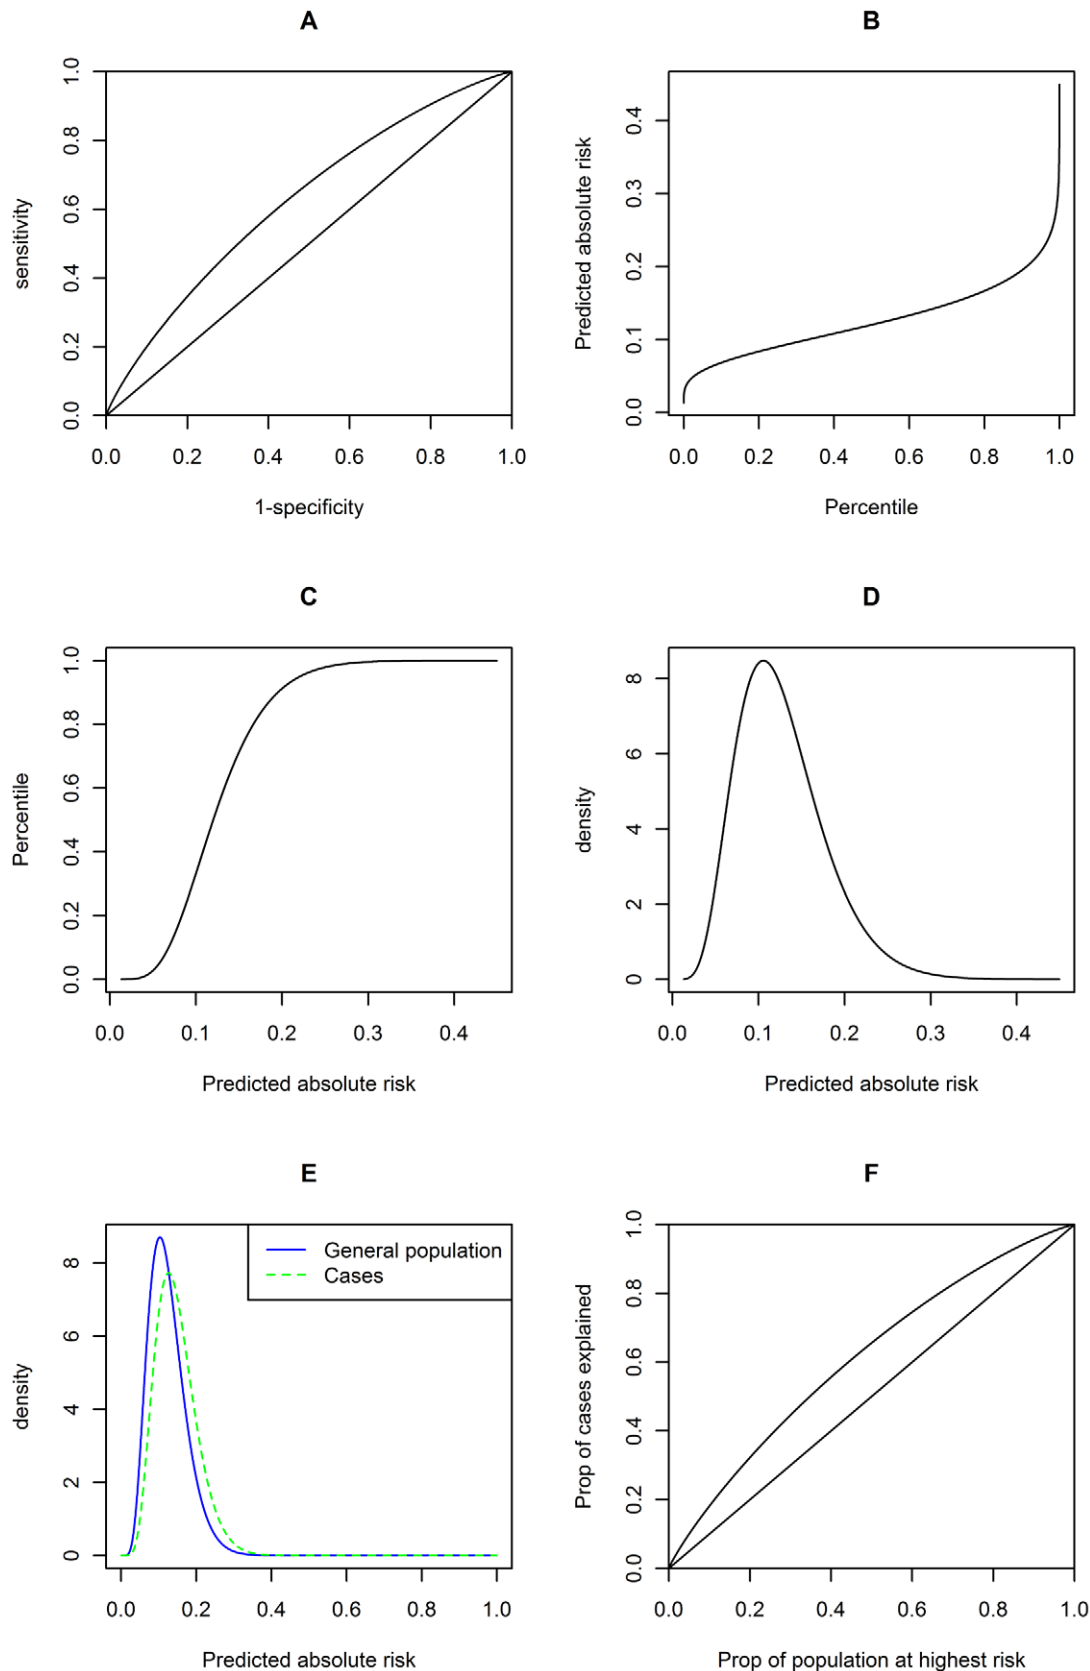 A
sensitivity
1.0
0.8
0.6
0.4
0.2
0.0
0.0 0.2 0.4 0.6 0.8 1.0
1-specificity
B
Predicted absolute risk
0.4
0.3
0.2
0.1
0.0
0.0 0.2 0.4 0.6 0.8 1.0
Percentile
C
Percentile
1.0
0.8
0.6
0.4
0.2
0.0
0.0 0.1 0.2 0.3 0.4
Predicted absolute risk
D
density
8
6
4
2
0
0.0 0.1 0.2 0.3 0.4
Predicted absolute risk
E
General population
Cases
density
8
6
4
2
0
0.0 0.2 0.4 0.6 0.8 1.0
Predicted absolute risk
F
Prop of cases explained
1.0
0.8
0.6
0.4
0.2
0.0
0.0 0.2 0.4 0.6 0.8 1.0
Prop of population at highest risk